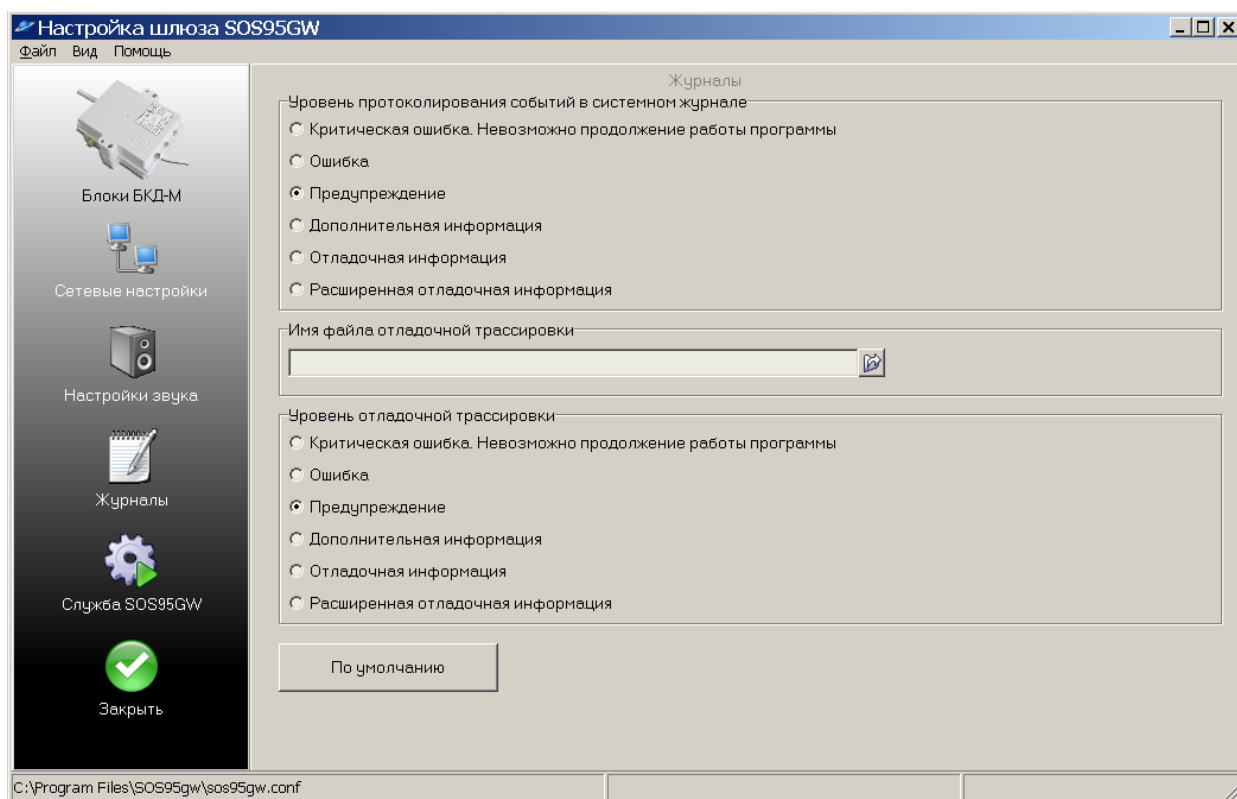 Настройка шлюза SOS95GW
Файл Вид Помощь
Журналы
Уровень протоколирования событий в системном журнале
Критическая ошибка. Невозможно продолжение работы программы
Ошибка
Предупреждение
Дополнительная информация
Отладочная информация
Расширенная отладочная информация
Имя файла отладочной трассировки
Уровень отладочной трассировки
Критическая ошибка. Невозможно продолжение работы программы
Ошибка
Предупреждение
Дополнительная информация
Отладочная информация
Расширенная отладочная информация
По умолчанию
Блоки БКД-М
Сетевые настройки
Настройки звука
Журналы
Служба SOS95GW
Закрыть
C:\Program Files\SOS95gw\sos95gw.conf